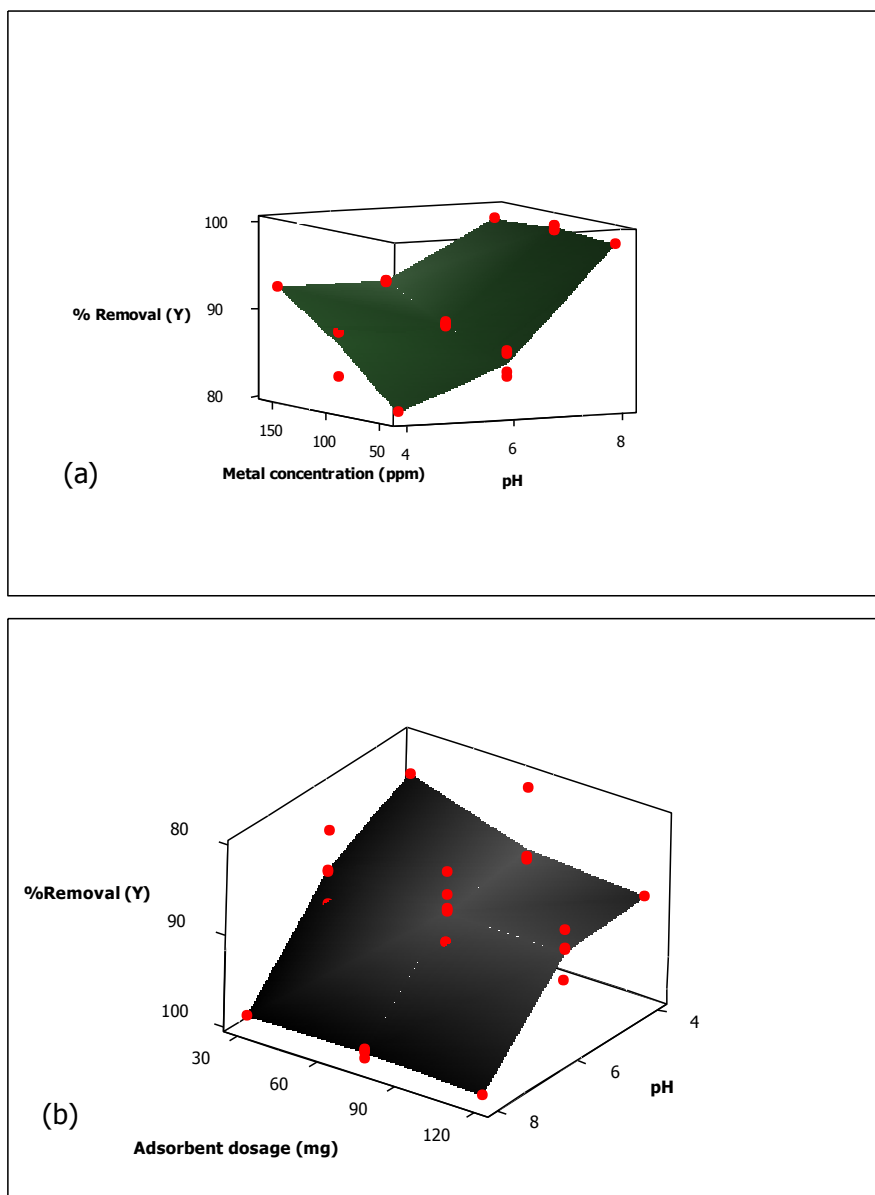 100
90
80
% Removal (Y)
150
100
50
4
6
8
Metal concentration (ppm)
pH
(a)
80
90
100
%Removal (Y)
30
60
90
120
4
6
8
pH
Adsorbent dosage (mg)
(b)